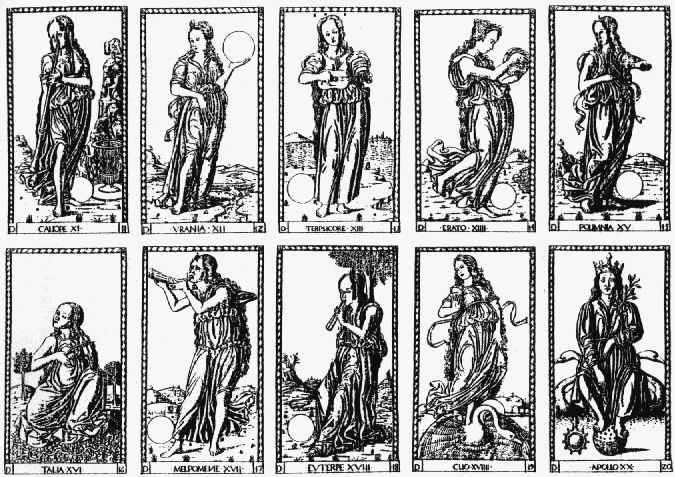 D CALIOPE XI· 11
D VRANIA · XII 12
D TERPSICORE · XIII 13
D ·ERATO · XIIII 14
D POLIMNIA XV 15
D TALIA · XVI 16
D MELPOMENE XVII· 17
D EVTERPE XVIII 18
D CLIO · XVIIII · 19
D ·APOLLO · XX · 20